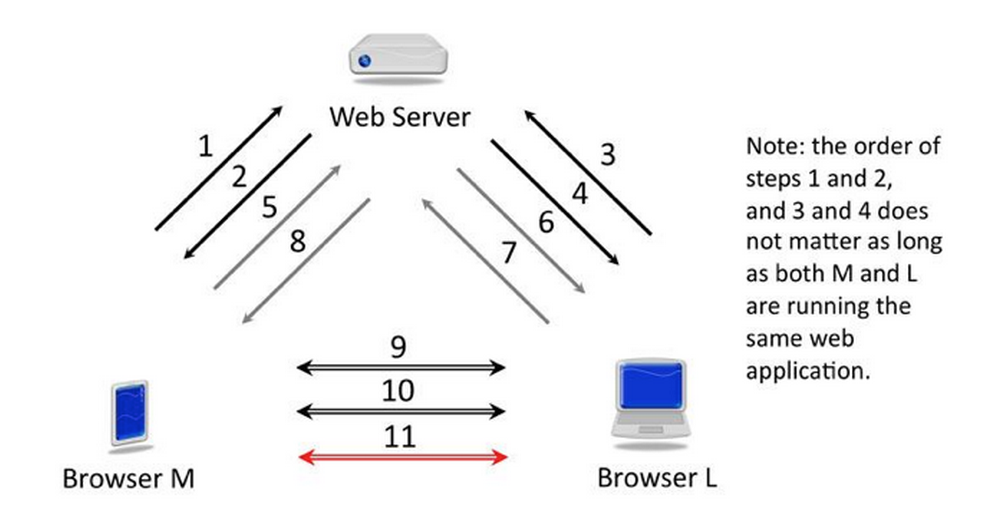 Web Server
1
2
5
8
3
4
6
7
9
10
11
Browser M
Browser L
Note: the order of
steps 1 and 2,
and 3 and 4 does
not matter as long
as both M and L
are running the
same web
application.